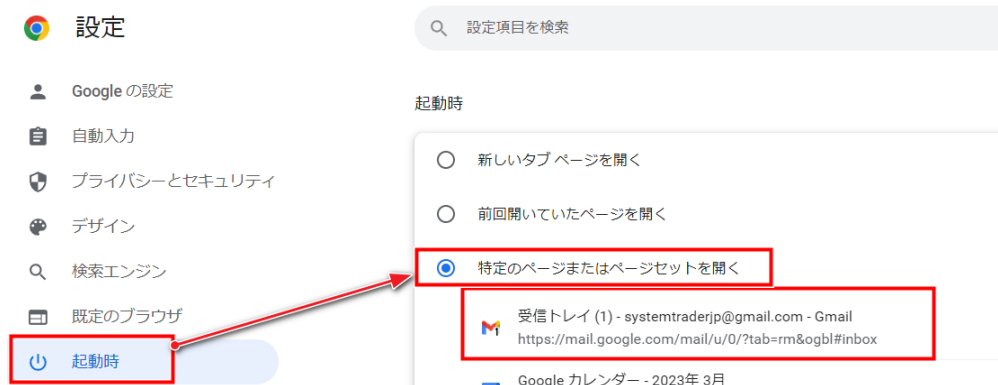 設定
設定項目を検索
Google の設定
自動入力
プライバシーとセキュリティ
デザイン
検索エンジン
既定のブラウザ
起動時
起動時
新しいタブ ページを開く
前回開いていたページを開く
特定のページまたはページセットを開く
受信トレイ (1) - systemtraderjp@gmail.com - Gmail
https://mail.google.com/mail/u/0/?tab=rm&ogbl#inbox
Google カレンダー - 2023年 3月